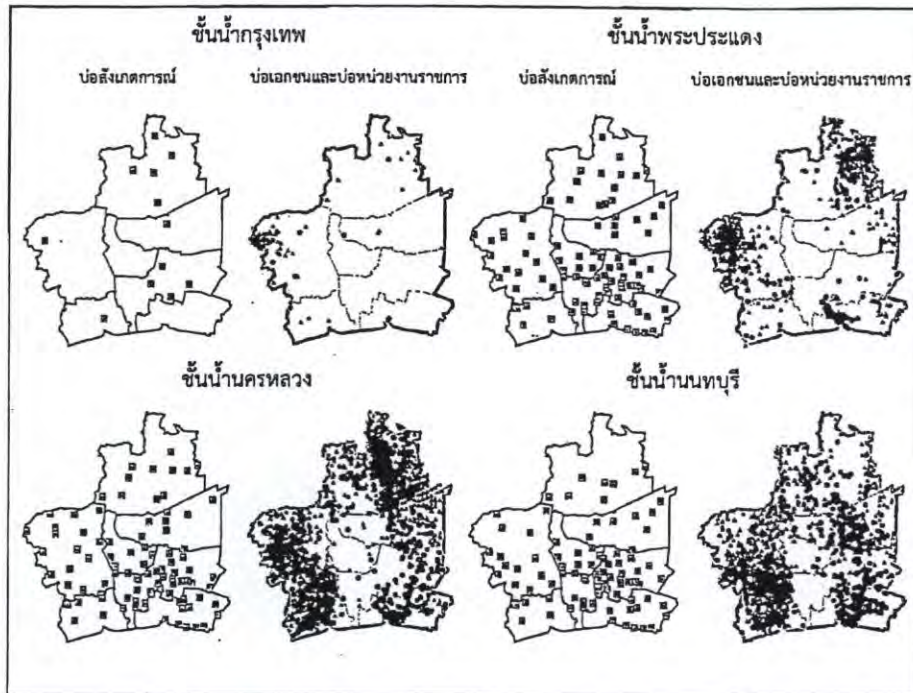 ชั้นน้ำกรุงเทพ
ชั้นน้ำพระประแดง
บ่อสังเกตการณ์
บ่อเอกชนและบ่อหน่วยงานราชการ
บ่อสังเกตการณ์
บ่อเอกชนและบ่อหน่วยงานราชการ
ชั้นน้ำนครหลวง
ชั้นน้ำนนทบุรี